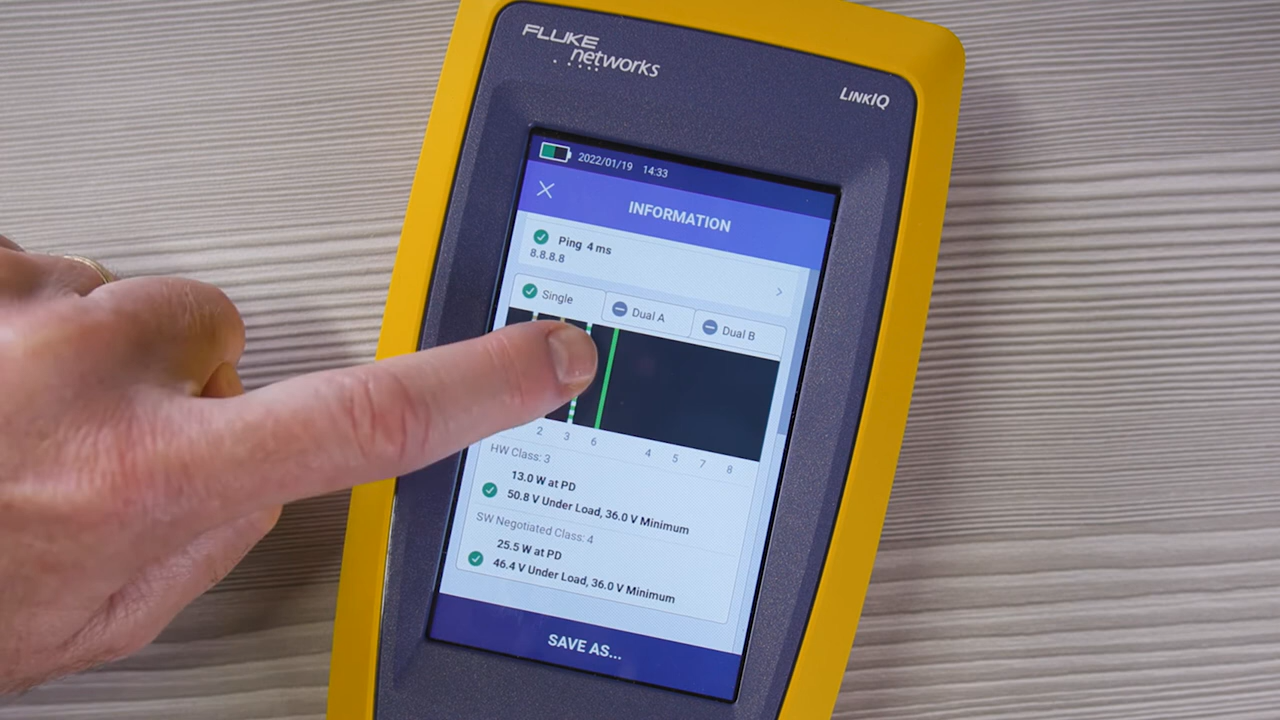 FLUKE
networks
LINKIQ
2022/01/19 14:33
INFORMATION
Ping 4 ms
8.8.8.8
Single
Dual A
Dual B
2 3 6 4 5 7 8
HW Class: 3
13.0 W at PD
50.8 V Under Load, 36.0 V Minimum
SW Negotiated Class: 4
25.5 W at PD
46.4 V Under Load, 36.0 V Minimum
SAVE AS...